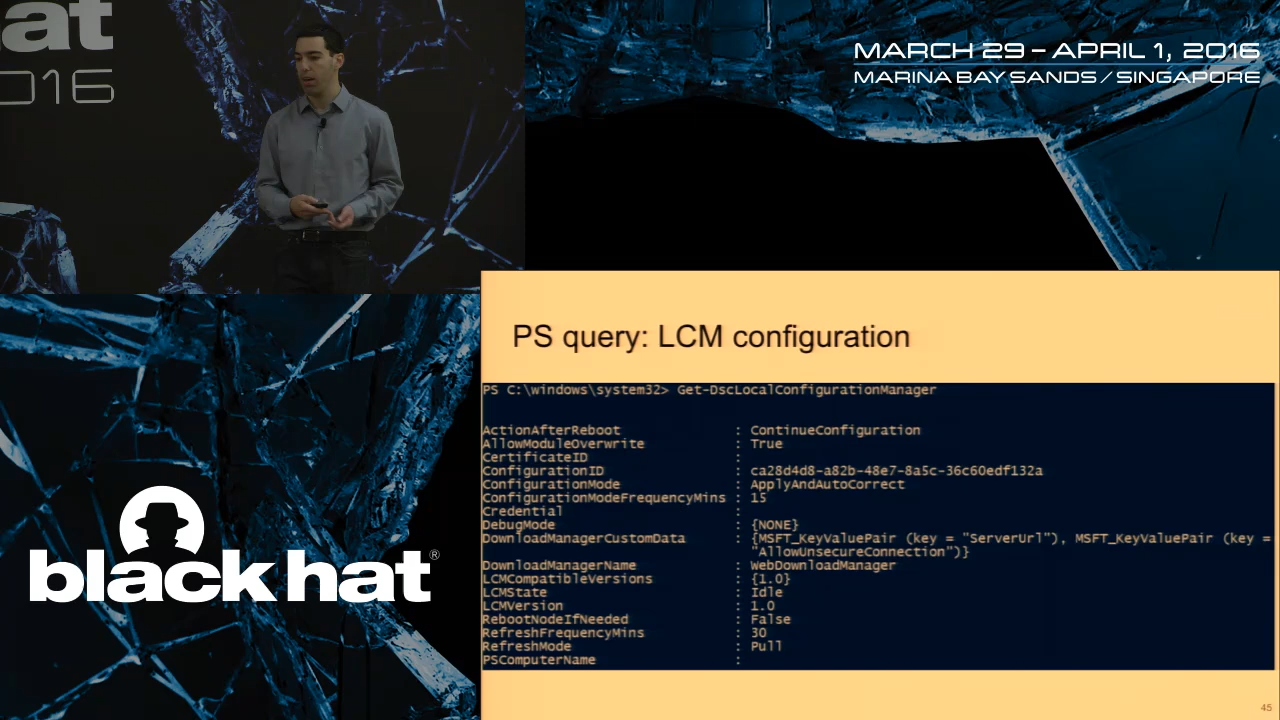 at
016
MARCH 29 – APRIL 1, 2016
MARINA BAY SANDS / SINGAPORE
PS query: LCM configuration
PS C:\windows\system32> Get-DscLocalConfigurationManager
ActionAfterReboot : ContinueConfiguration
AllowModuleOverwrite : True
CertificateID :
ConfigurationID : ca28d4d8-a82b-48e7-8a5c-36c60edf132a
ConfigurationMode : ApplyAndAutoCorrect
ConfigurationModeFrequencyMins : 15
Credential :
DebugMode : {NONE}
DownloadManagerCustomData : {MSFT_KeyValuePair (key = "ServerUrl"), MSFT_KeyValuePair (key =
"AllowUnsecureConnection")}
DownloadManagerName : WebDownloadManager
LCMCompatibleVersions : {1.0}
LCMState : Idle
LCMVersion : 1.0
RebootNodeIfNeeded : False
RefreshFrequencyMins : 30
RefreshMode : Pull
PSComputerName :
45
black hat®